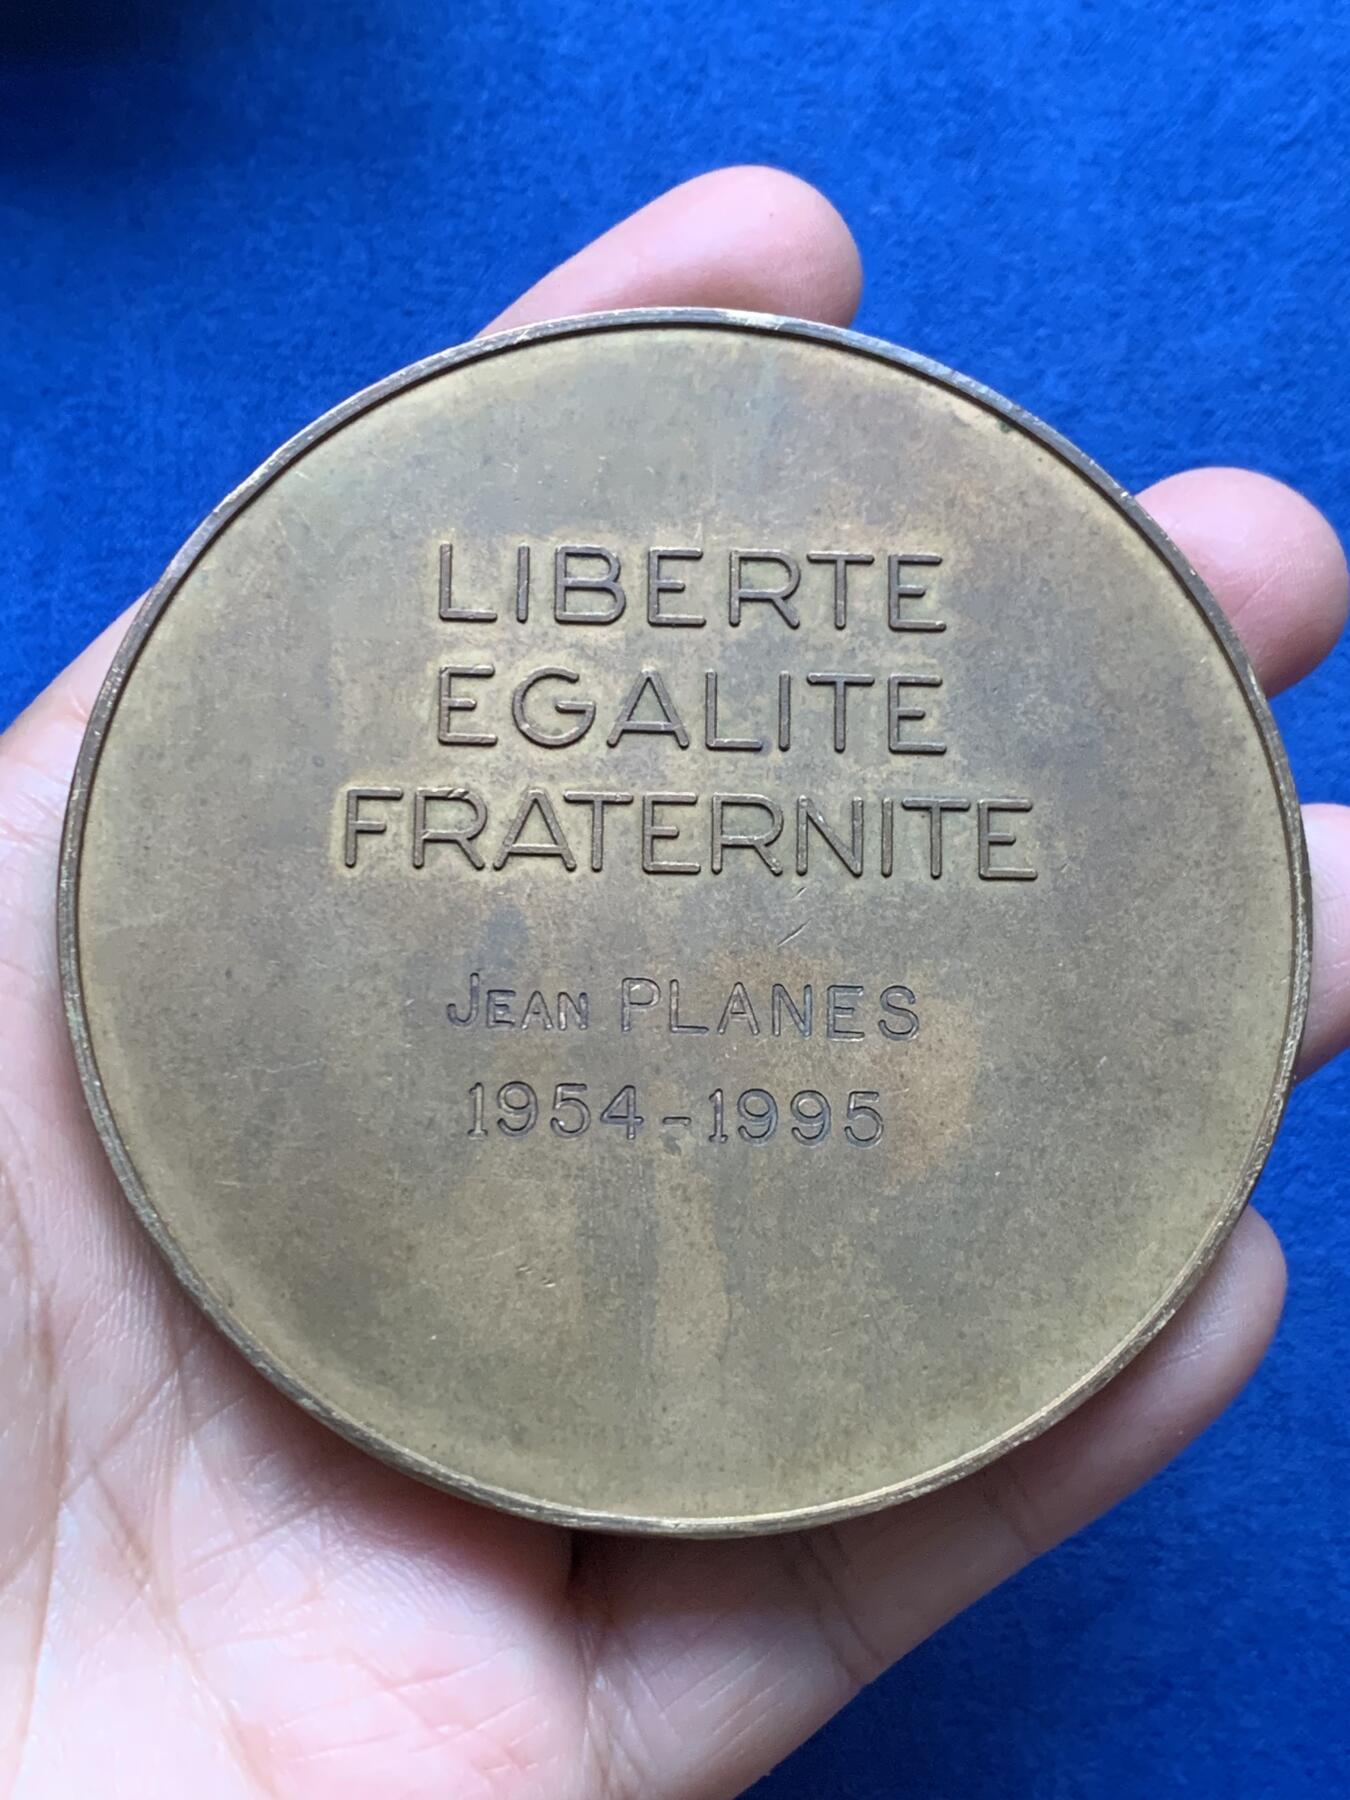 LIBERTE
EGALITE
FRATERNITE
JEAN PLANES
1954-1995